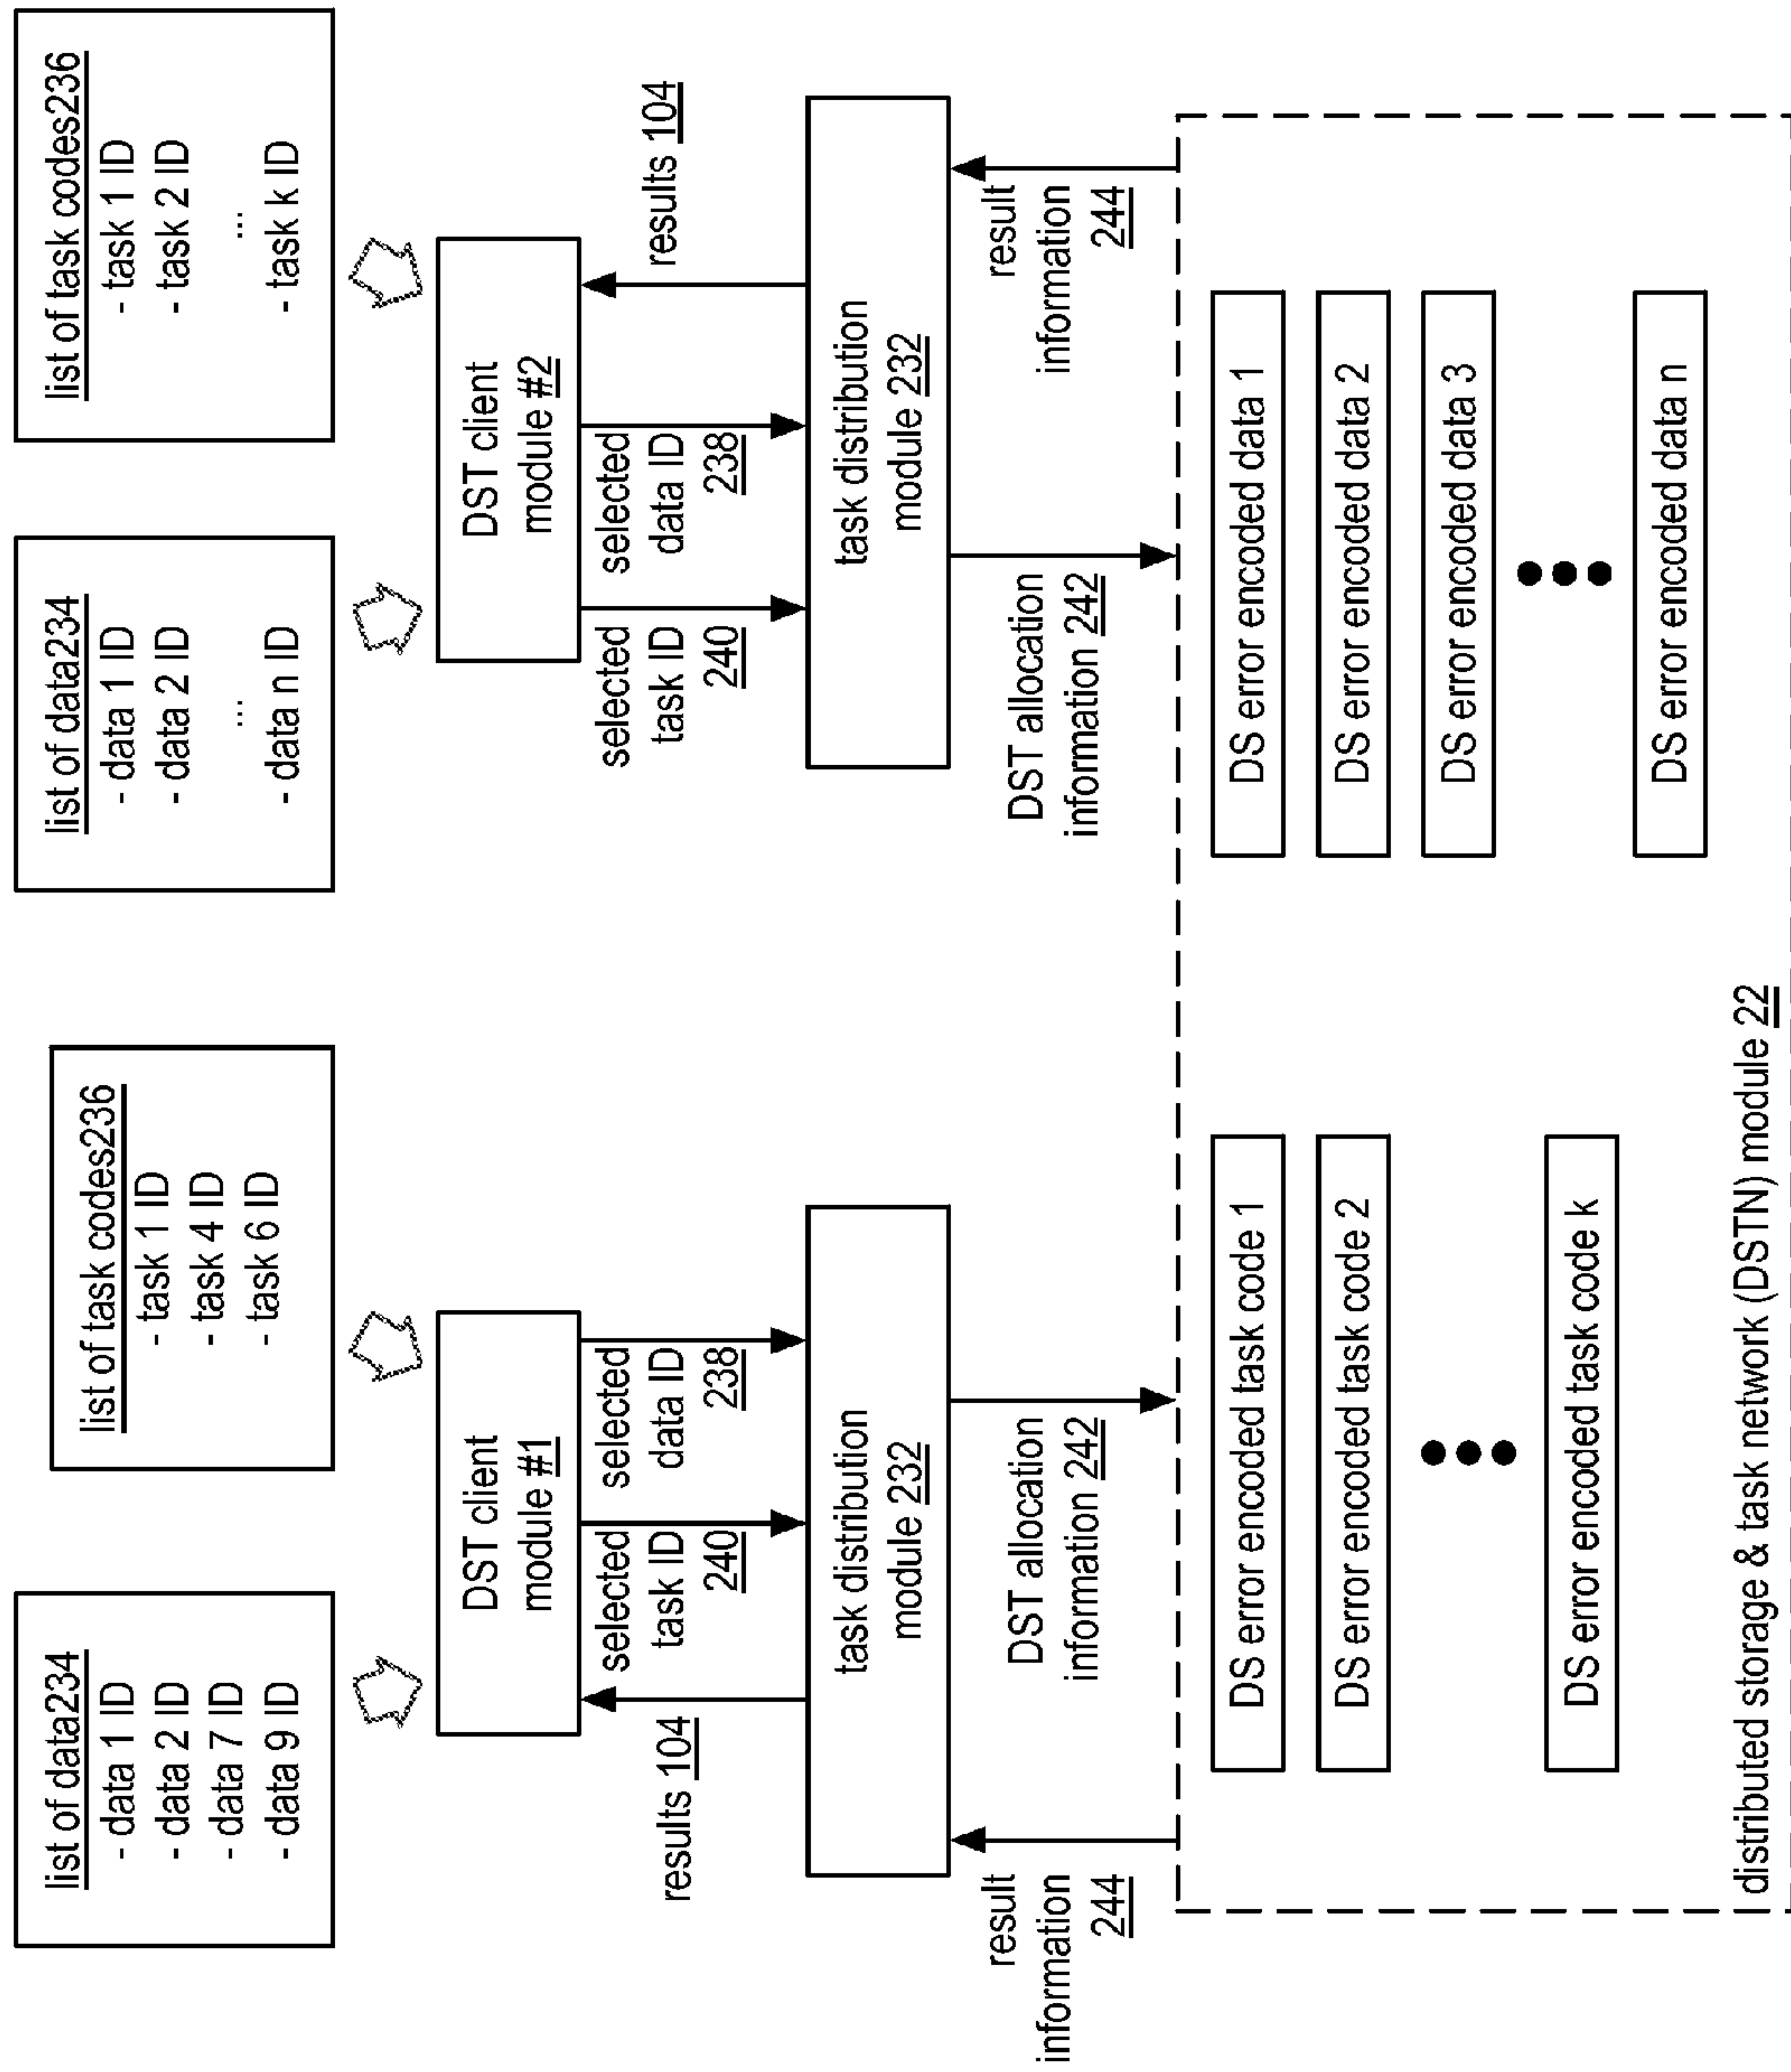 list of data234
- data 1 ID
- data 2 ID
- data 7 ID
- data 9 ID
list of task codes236
- task 1 ID
- task 4 ID
- task 6 ID
list of data234
- data 1 ID
- data 2 ID
...
- data n ID
list of task codes236
- task 1 ID
- task 2 ID
...
- task k ID
DST client
module #1
DST client
module #2
results 104
selected
task ID
240
selected
data ID
238
selected
task ID
240
selected
data ID
238
results 104
task distribution
module 232
task distribution
module 232
result
information
244
DST allocation
information 242
DST allocation
information 242
result
information
244
DS error encoded task code 1
DS error encoded task code 2
DS error encoded task code k
DS error encoded data 1
DS error encoded data 2
DS error encoded data 3
DS error encoded data n
distributed storage & task network (DSTN) module 22